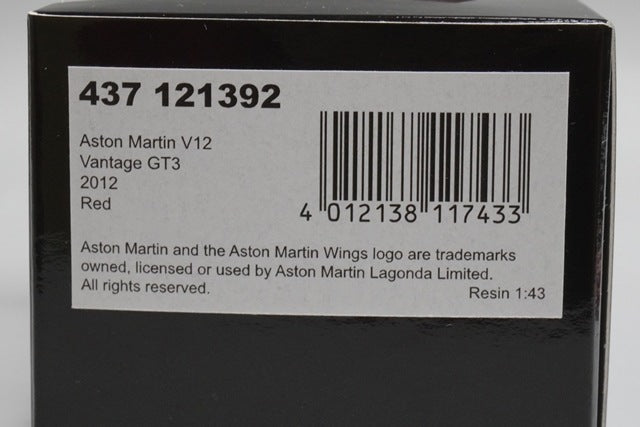 437 121392
Aston Martin V12
Vantage GT3
2012
Red
4 012138 117433
Aston Martin and the Aston Martin Wings logo are trademarks
owned, licensed or used by Aston Martin Lagonda Limited.
All rights reserved.
Resin 1:43